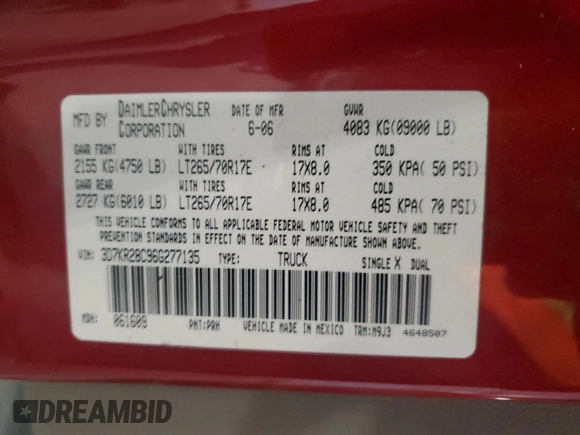 MFD BY DAIMLERCHRYSLER CORPORATION DATE OF MFR 6-06 GVWR 4083 KG(09000 LB)
GAWR FRONT WITH TIRES RIMS AT COLD
2155 KG(4750 LB) LT265/70R17E 17X8.0 350 KPA( 50 PSI)
GAWR REAR WITH TIRES RIMS AT COLD
2727 KG(6010 LB) LT265/70R17E 17X8.0 485 KPA( 70 PSI)
THIS VEHICLE CONFORMS TO ALL APPLICABLE FEDERAL MOTOR VEHICLE SAFETY AND THEFT
PREVENTION STANDARDS IN EFFECT ON THE DATE OF MANUFACTURE SHOWN ABOVE.
VIN: 3D7KR28C96G277135 TYPE: TRUCK SINGLE X DUAL
MDH: 061609 PNT:PRH VEHICLE MADE IN MEXICO TRM:M9J3 4648507
DREAMBID